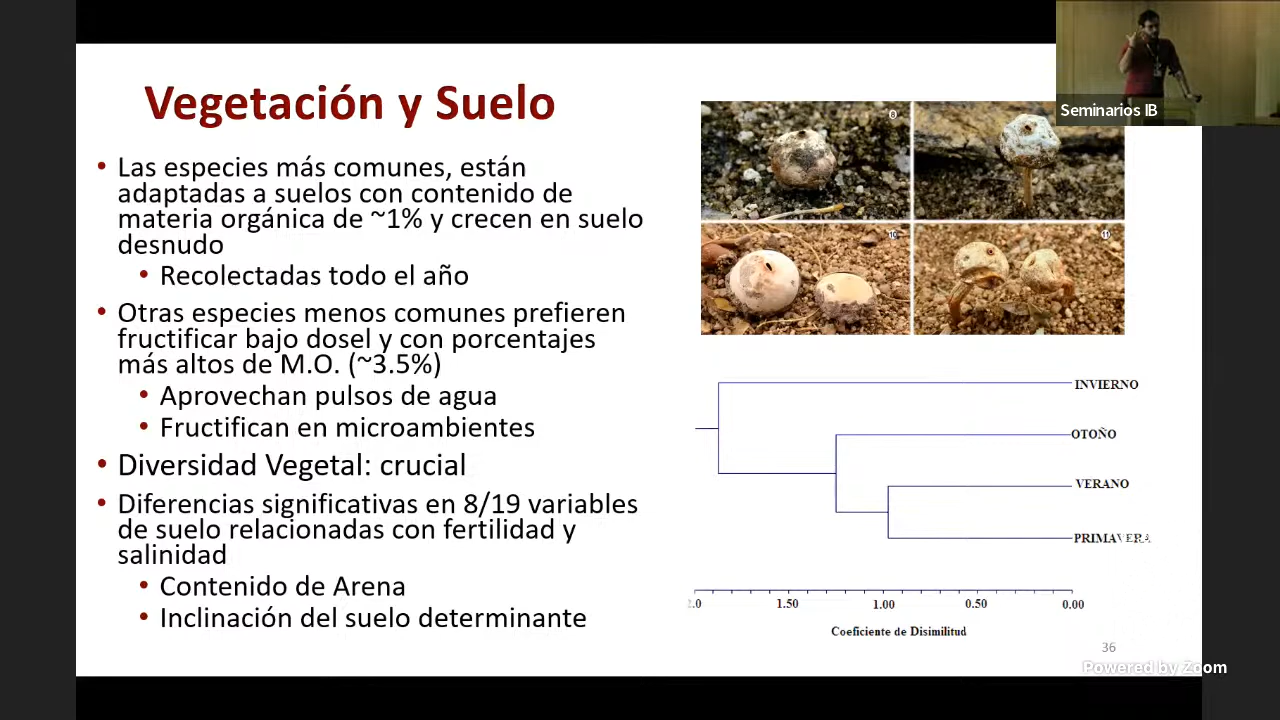 Vegetación y Suelo
• Las especies más comunes, están
adaptadas a suelos con contenido de
materia orgánica de ~1% y crecen en suelo
desnudo
• Recolectadas todo el año
• Otras especies menos comunes prefieren
fructificar bajo dosel y con porcentajes
más altos de M.O. (~3.5%)
• Aprovechan pulsos de agua
• Fructifican en microambientes
• Diversidad Vegetal: crucial
• Diferencias significativas en 8/19 variables
de suelo relacionadas con fertilidad y
salinidad
• Contenido de Arena
• Inclinación del suelo determinante
Seminarios IB
10
11
INVIERNO
OTOÑO
VERANO
PRIMAVERA
1.50 1.00 0.50 0.00
Coeficiente de Disimilitud
36
Powered by Zoom